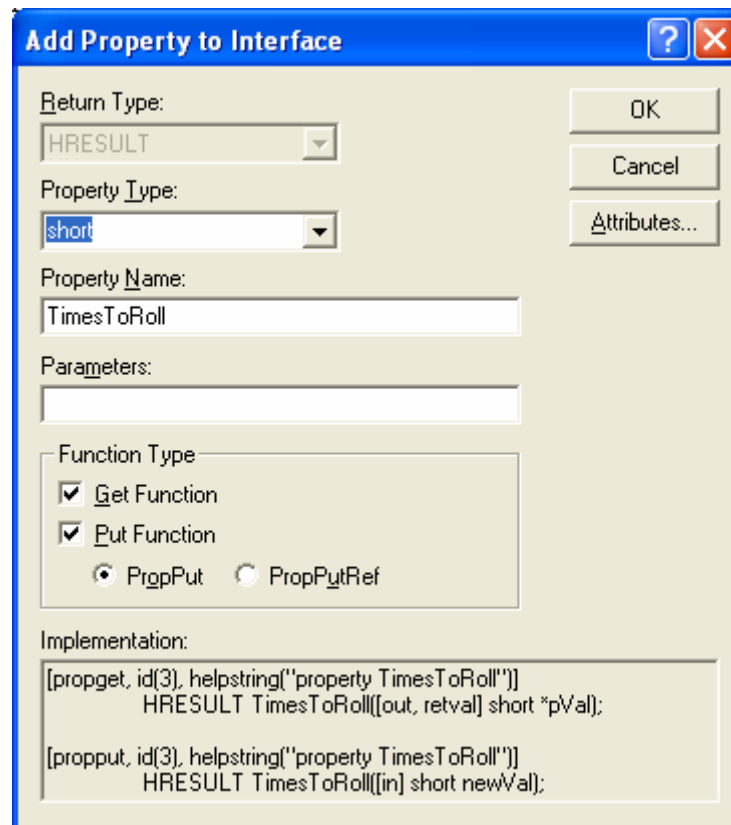 Add Property to Interface
Return Type:
HRESULT
OK
Cancel
Property Type:
short
Attributes...
Property Name:
TimesToRoll
Parameters:
Function Type
Get Function
Put Function
PropPut PropPutRef
Implementation:
[propget, id(3), helpstring("property TimesToRoll")]
HRESULT TimesToRoll([out, retval] short *pVal);
[propput, id(3), helpstring("property TimesToRoll")]
HRESULT TimesToRoll([in] short newVal);